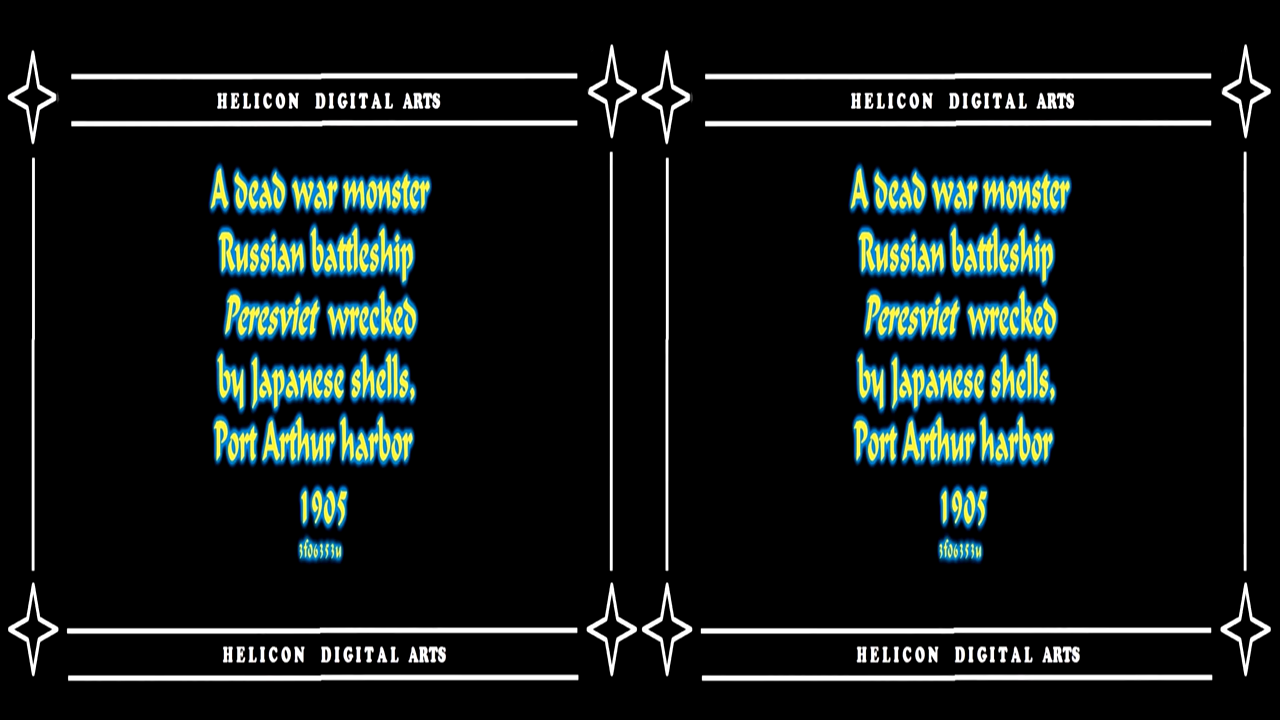 HELICON DIGITAL ARTS
A dead war monster
Russian battleship
Peresviet wrecked
by Japanese shells,
Port Arthur harbor
1905
3f06353u
HELICON DIGITAL ARTS
HELICON DIGITAL ARTS
A dead war monster
Russian battleship
Peresviet wrecked
by Japanese shells,
Port Arthur harbor
1905
3f06353u
HELICON DIGITAL ARTS